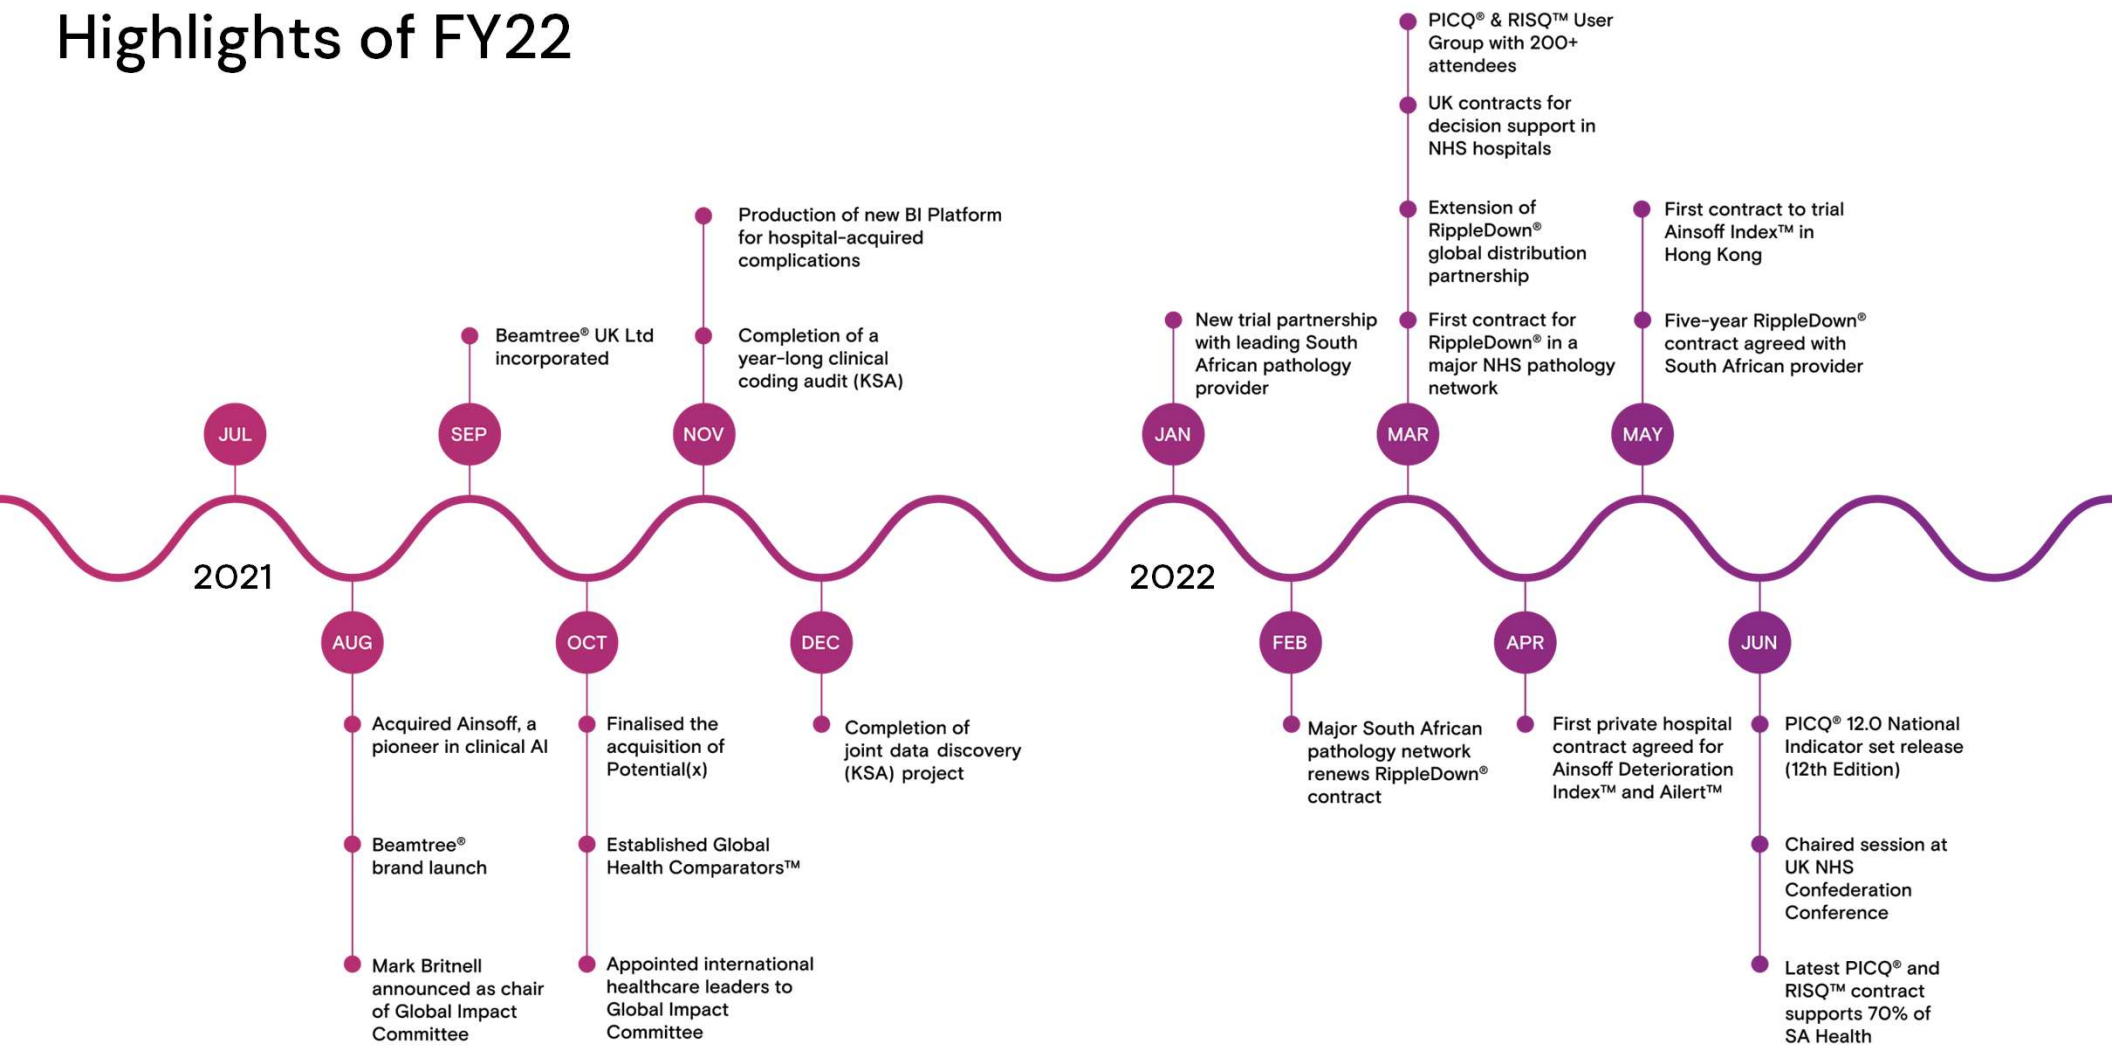 Highlights of FY22
2021
JUL
AUG
Acquired Ainsoff, a
pioneer in clinical AI
Beamtree®
brand launch
Mark Britnell
announced as chair
of Global Impact
Committee
SEP
Beamtree® UK Ltd
incorporated
OCT
Finalised the
acquisition of
Potential(x)
Established Global
Health Comparators™
Appointed international
healthcare leaders to
Global Impact
Committee
Production of new BI Platform
for hospital-acquired
complications
Completion of a
year-long clinical
coding audit (KSA)
NOV
DEC
Completion of
joint data discovery
(KSA) project
2022
New trial partnership
with leading South
African pathology
provider
JAN
FEB
Major South African
pathology network
renews RippleDown®
contract
PICQ® & RISQ™ User
Group with 200+
attendees
UK contracts for
decision support in
NHS hospitals
Extension of
RippleDown®
global distribution
partnership
First contract for
RippleDown® in a
major NHS pathology
network
MAR
APR
First private hospital
contract agreed for
Ainsoff Deterioration
Index™ and Ailert™
First contract to trial
Ainsoff Index™ in
Hong Kong
Five-year RippleDown®
contract agreed with
South African provider
MAY
JUN
PICQ® 12.0 National
Indicator set release
(12th Edition)
Chaired session at
UK NHS
Confederation
Conference
Latest PICQ® and
RISQ™ contract
supports 70% of
SA Health